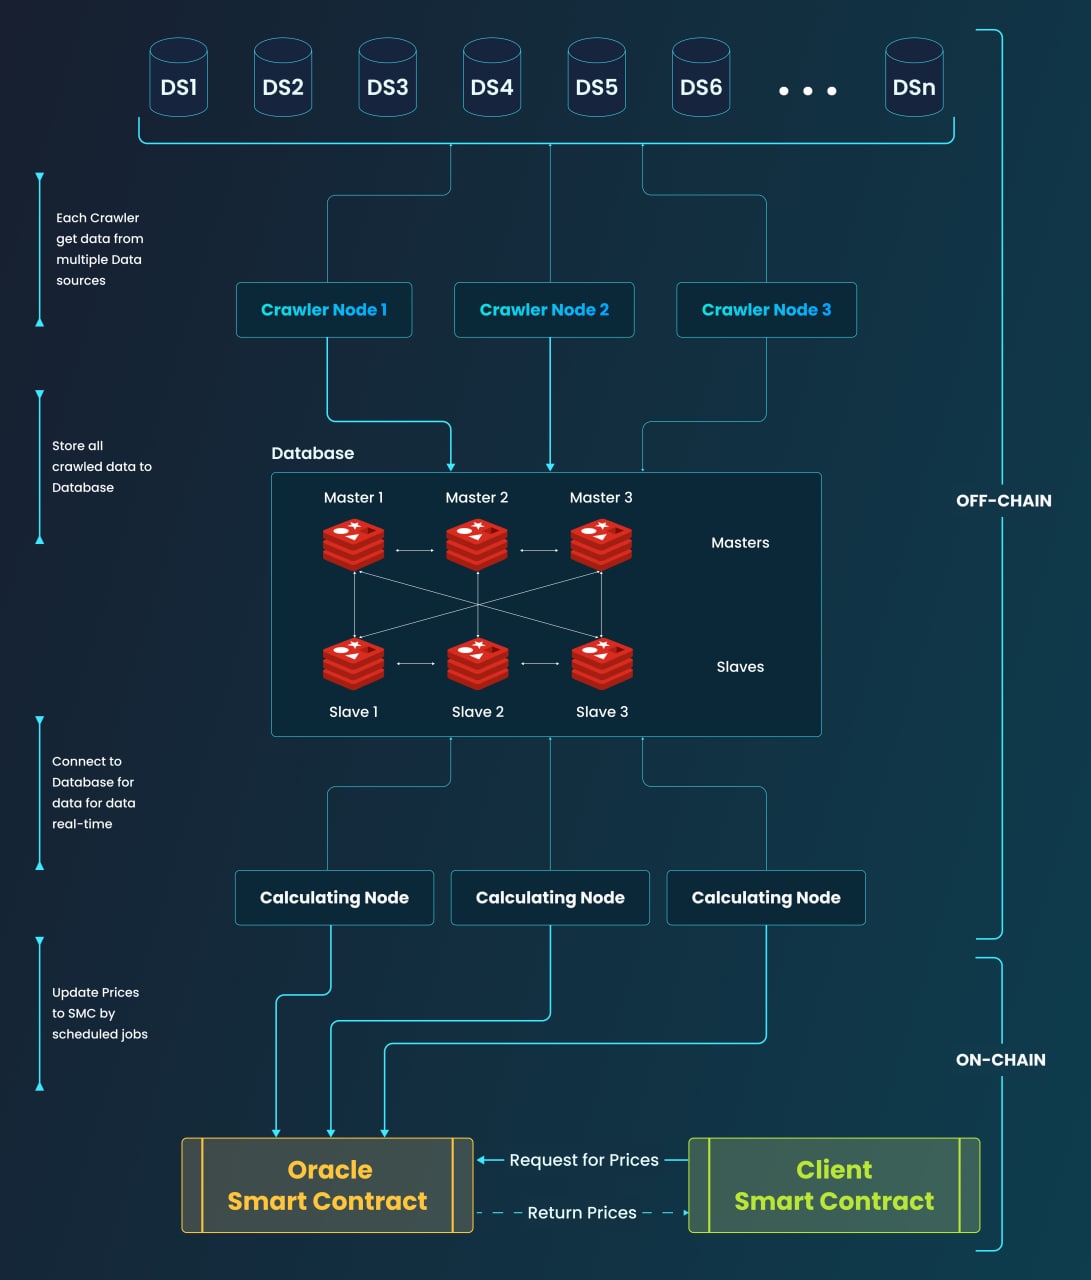 DS1
DS2
DS3
DS4
DS5
DS6
DSn
Each Crawler
get data from
multiple Data
sources
Crawler Node 1
Crawler Node 2
Crawler Node 3
Store all
crawled data to
Database
Database
Master 1
Master 2
Master 3
Masters
OFF-CHAIN
Slaves
Slave 1
Slave 2
Slave 3
Connect to
Database for
data for data
real-time
Calculating Node
Calculating Node
Calculating Node
Update Prices
to SMC by
scheduled jobs
ON-CHAIN
Oracle
Smart Contract
Request for Prices
Return Prices
Client
Smart Contract